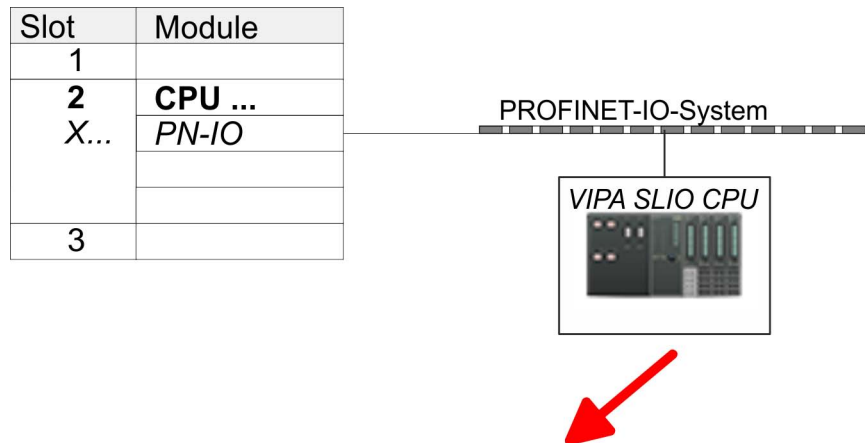 Slot Module
1
2 CPU ...
X... PN-IO
3
PROFINET-IO-System
VIPA SLIO CPU